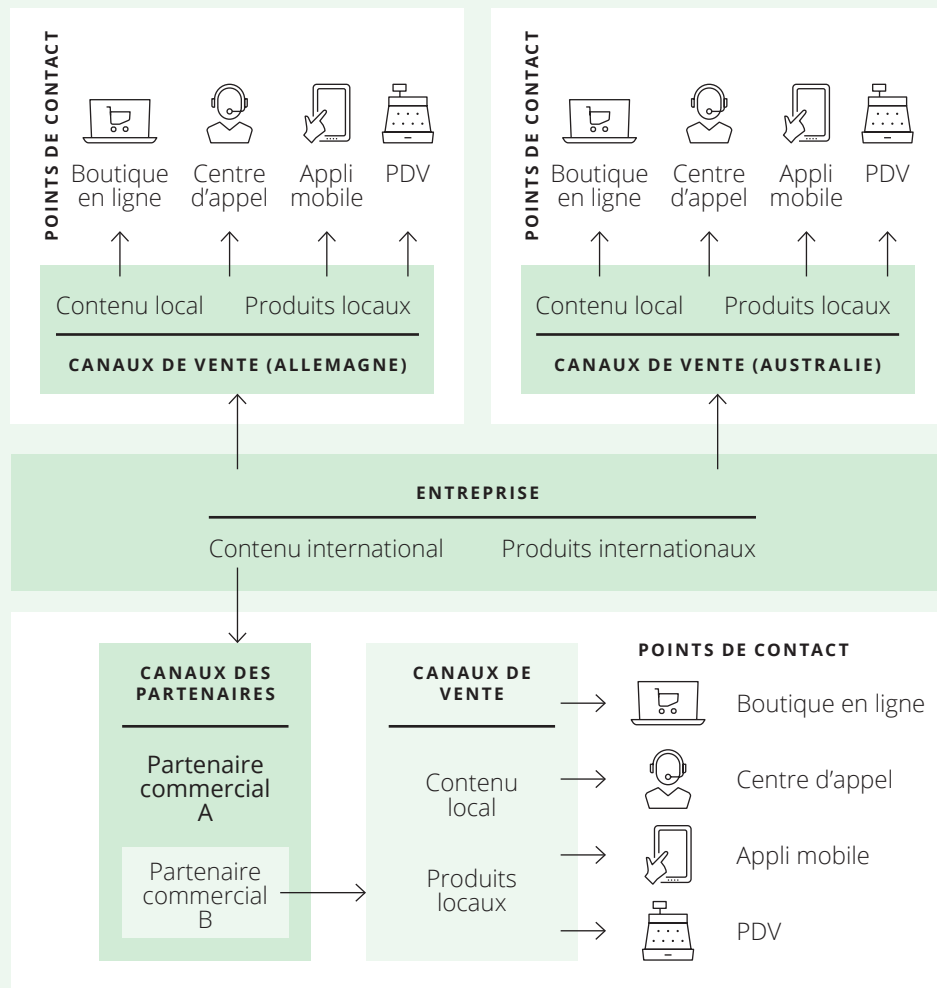 POINTS DE CONTACT
Boutique
en ligne
Centre
d'appel
Appli
mobile
PDV
Contenu local
Produits locaux
CANAUX DE VENTE (ALLEMAGNE)
POINTS DE CONTACT
Boutique
en ligne
Centre
d'appel
Appli
mobile
PDV
Contenu local
Produits locaux
CANAUX DE VENTE (AUSTRALIE)
ENTREPRISE
Contenu international
Produits internationaux
CANAUX DES
PARTENAIRES
Partenaire
commercial
A
Partenaire
commercial
B
CANAUX DE
VENTE
Contenu
local
Produits
locaux
POINTS DE CONTACT
Boutique en ligne
Centre d'appel
Appli mobile
PDV